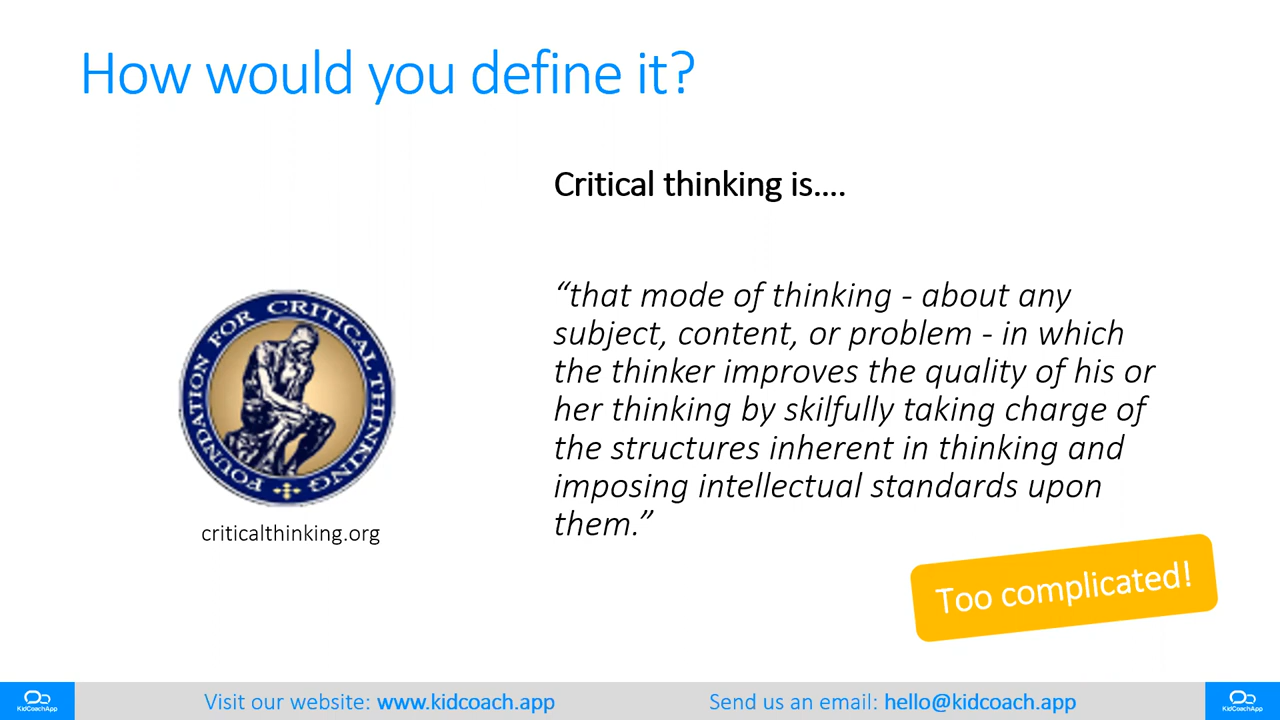 How would you define it?
Critical thinking is....
“that mode of thinking - about any
subject, content, or problem - in which
the thinker improves the quality of his or
her thinking by skilfully taking charge of
the structures inherent in thinking and
imposing intellectual standards upon
them.”
FOUNDATION FOR CRITICAL THINKING
criticalthinking.org
Too complicated!
KidCoachApp
Visit our website: www.kidcoach.app
Send us an email: hello@kidcoach.app
KidCoachApp